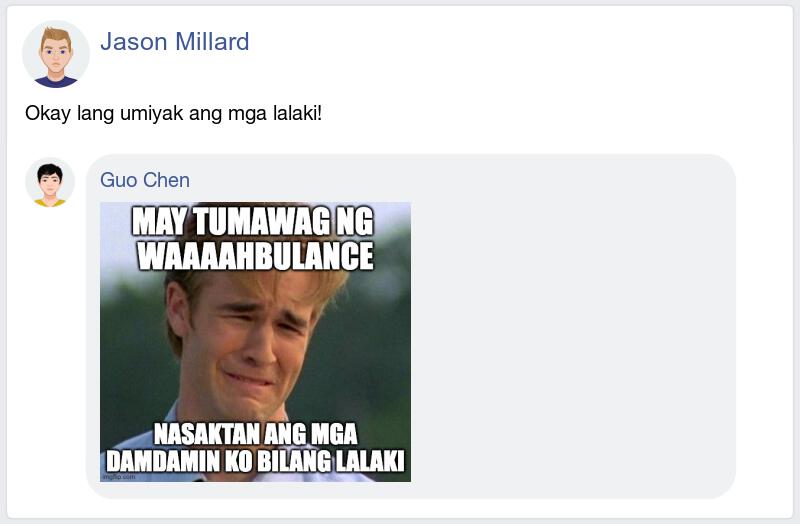 Jason Millard
Okay lang umiyak ang mga lalaki!
Guo Chen
MAY TUMAWAG NG
WAAAAHBULANCE
NASAKTAN ANG MGA
DAMDAMIN KO BILANG LALAKI
imgflip.com